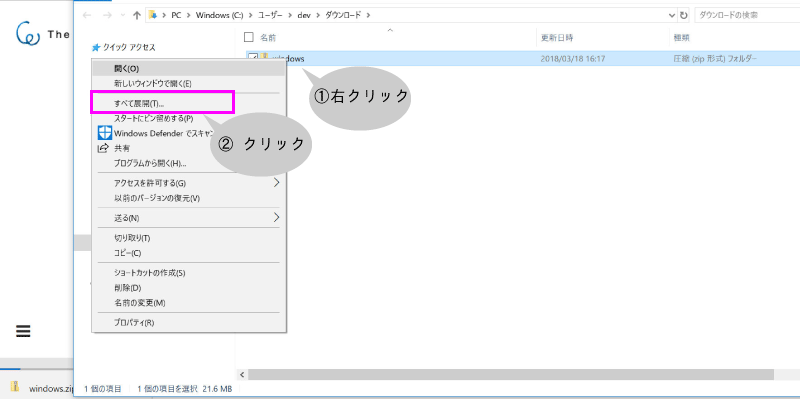 The
PC > Windows (C:) > ユーザー > dev > ダウンロード >
ダウンロードの検索
クイック アクセス
名前
更新日時
種類
windows
2018/03/18 16:17
圧縮 (zip 形式) フォルダー
①右クリック
開く(O)
新しいウィンドウで開く(E)
すべて展開(T)...
スタートにピン留めする(P)
Windows Defender でスキャン
② クリック
共有
プログラムから開く(H)...
アクセスを許可する(G)
以前のバージョンの復元(V)
送る(N)
切り取り(T)
コピー(C)
ショートカットの作成(S)
削除(D)
名前の変更(M)
プロパティ(R)
windows.zip
1 個の項目
1 個の項目を選択 21.6 MB